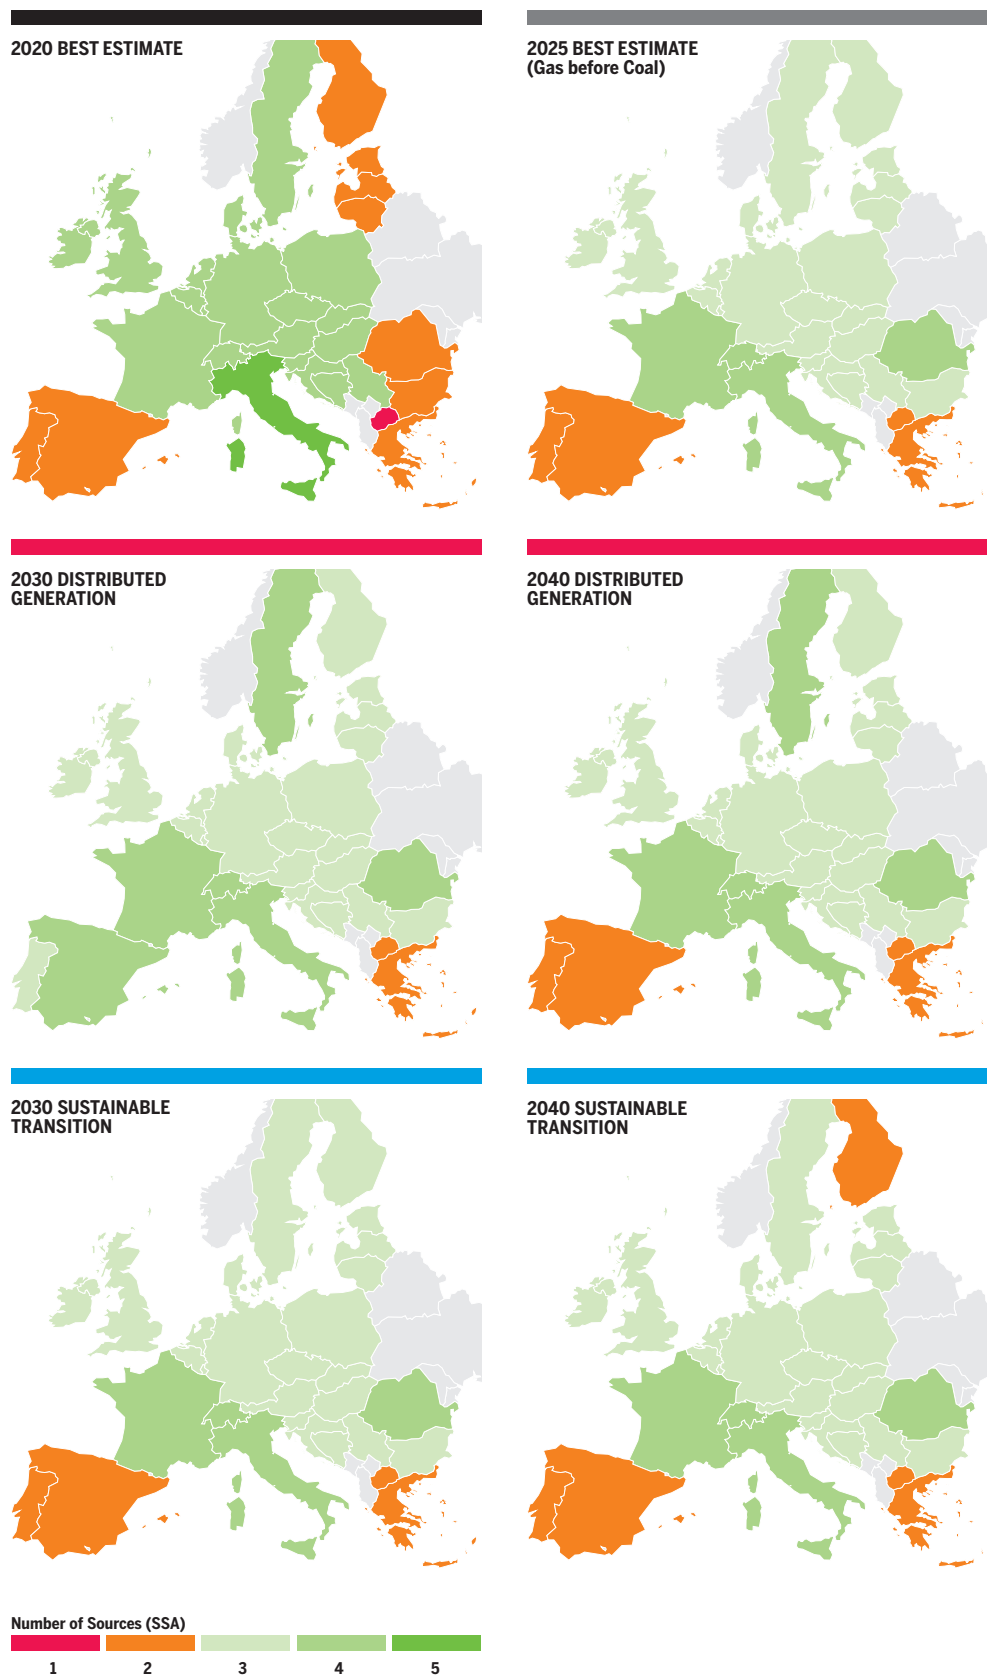 2020 BEST ESTIMATE
2025 BEST ESTIMATE
(Gas before Coal)
2030 DISTRIBUTED
GENERATION
2040 DISTRIBUTED
GENERATION
2030 SUSTAINABLE
TRANSITION
2040 SUSTAINABLE
TRANSITION
Number of Sources (SSA)
1 2 3 4 5